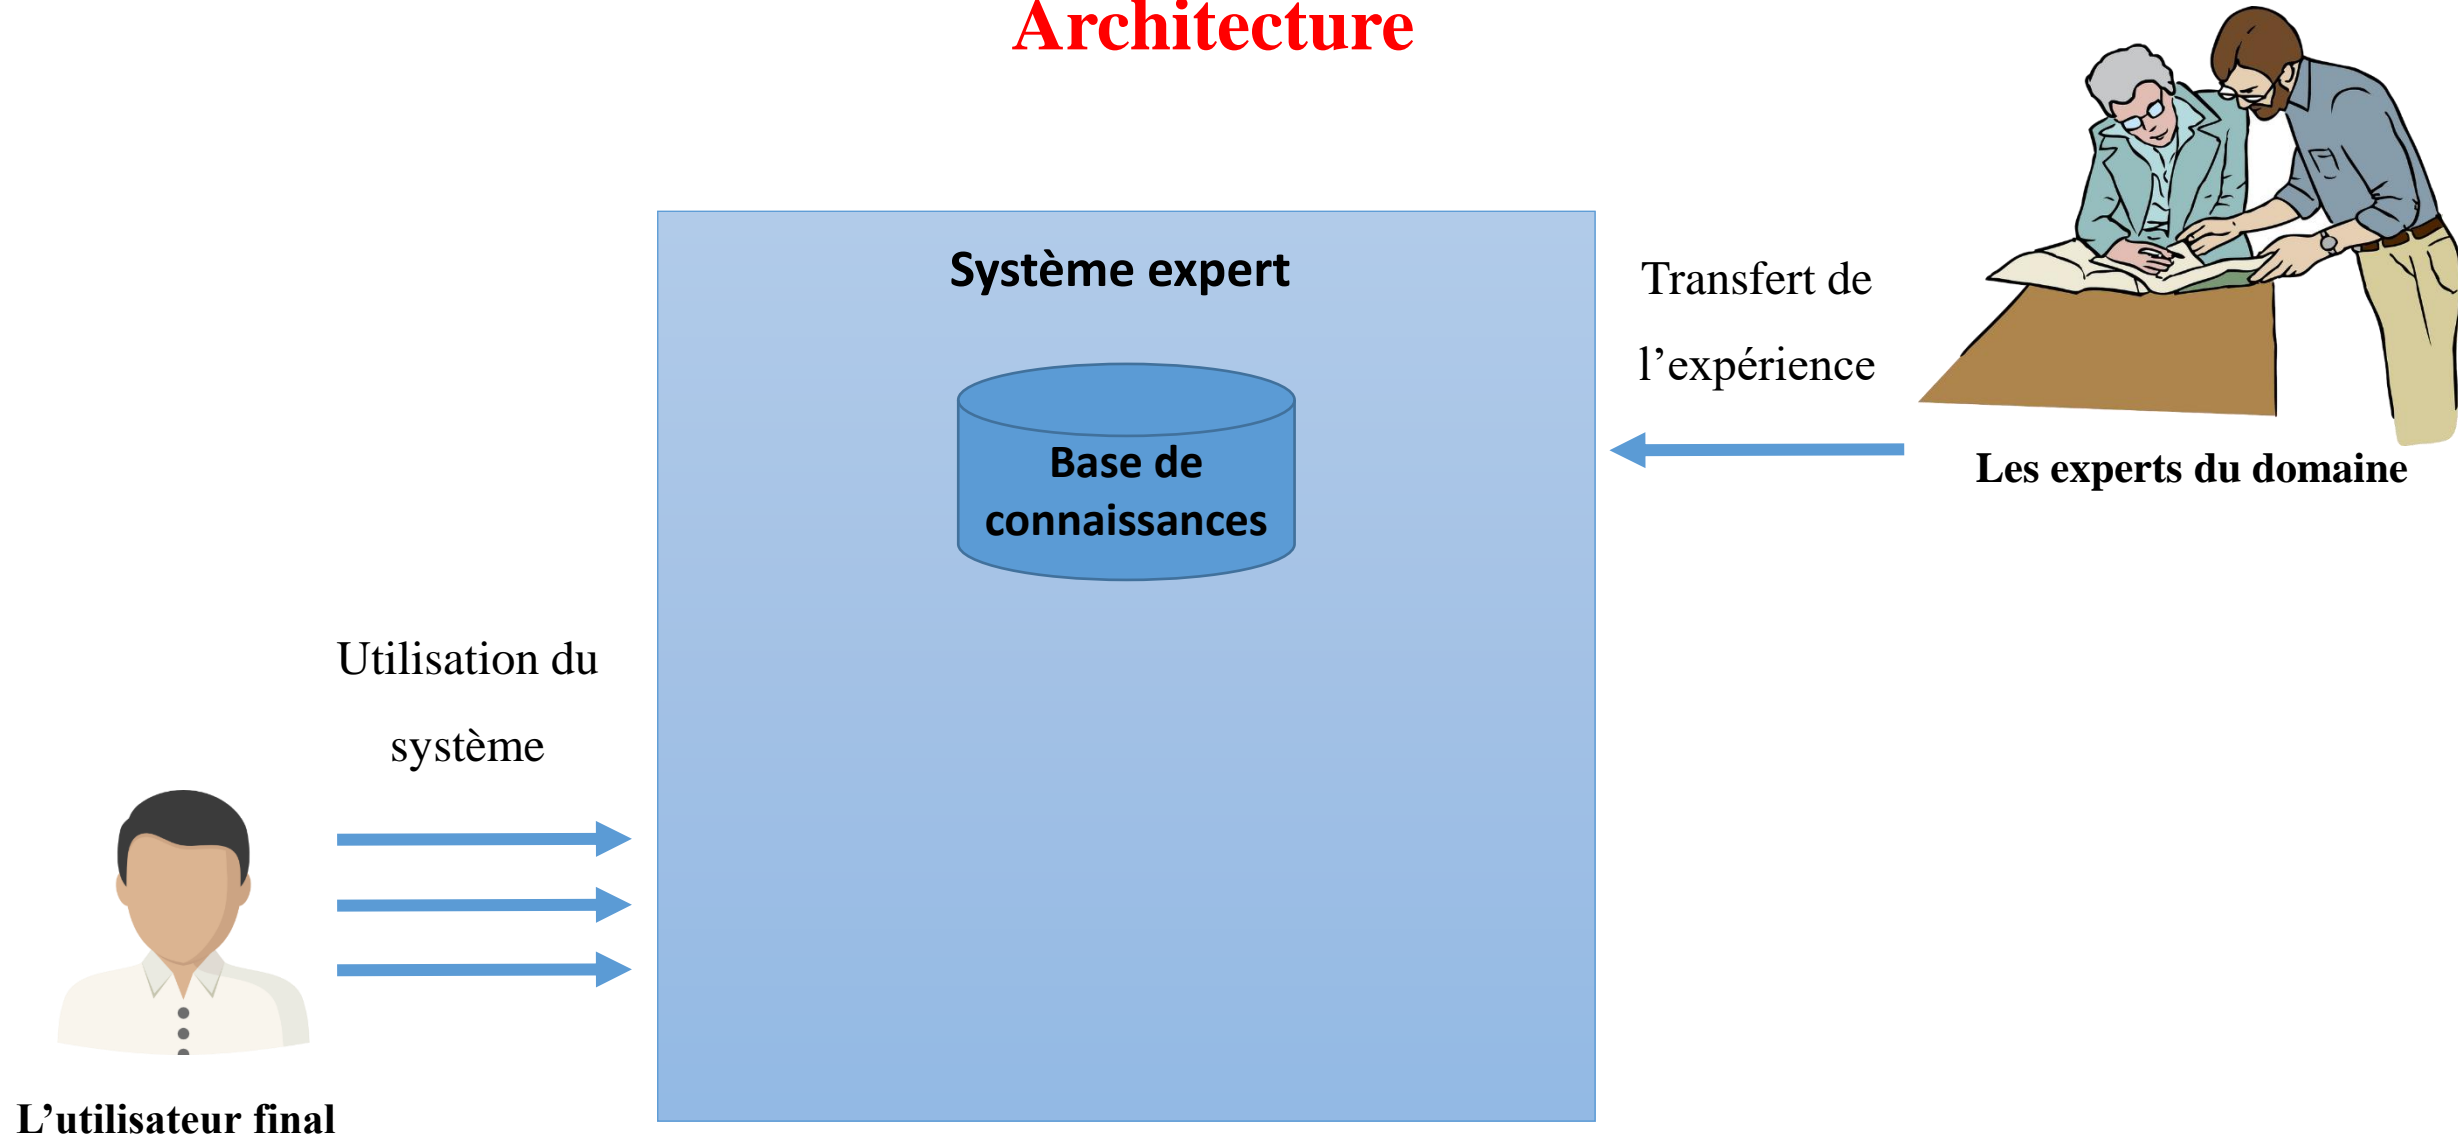 Architecture
Système expert
Transfert de
l’expérience
Base de
connaissances
Les experts du domaine
Utilisation du
système
L’utilisateur final